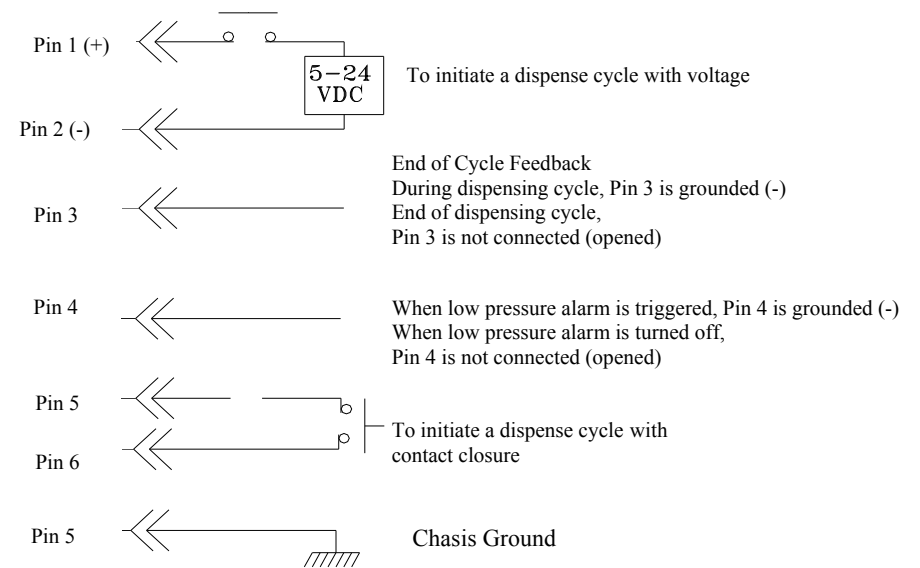 Pin 1 (+)
5-24
VDC
To initiate a dispense cycle with voltage
Pin 2 (-)
End of Cycle Feedback
During dispensing cycle, Pin 3 is grounded (-)
Pin 3
End of dispensing cycle,
Pin 3 is not connected (opened)
Pin 4
When low pressure alarm is triggered, Pin 4 is grounded (-)
When low pressure alarm is turned off,
Pin 4 is not connected (opened)
Pin 5
To initiate a dispense cycle with
contact closure
Pin 6
Pin 5
Chasis Ground